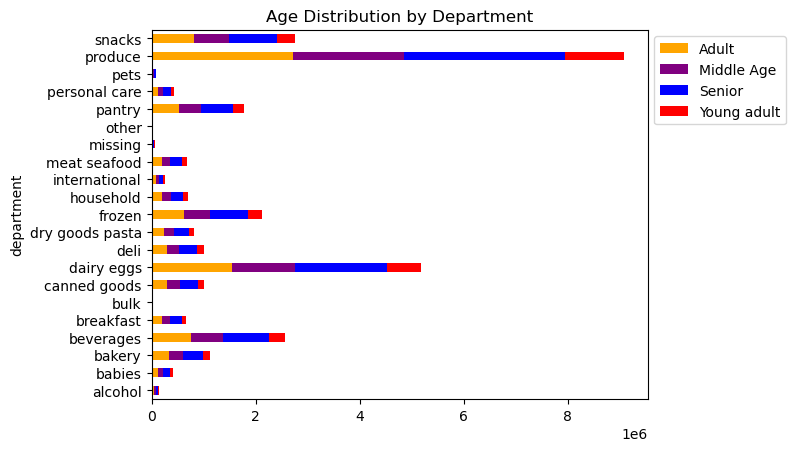 Age Distribution by Department
snacks
produce
pets
personal care
pantry
other
missing
meat seafood
international
household
frozen
dry goods pasta
deli
dairy eggs
canned goods
bulk
breakfast
beverages
bakery
babies
alcohol
department
0 2 4 6 8
1e6
Adult
Middle Age
Senior
Young adult